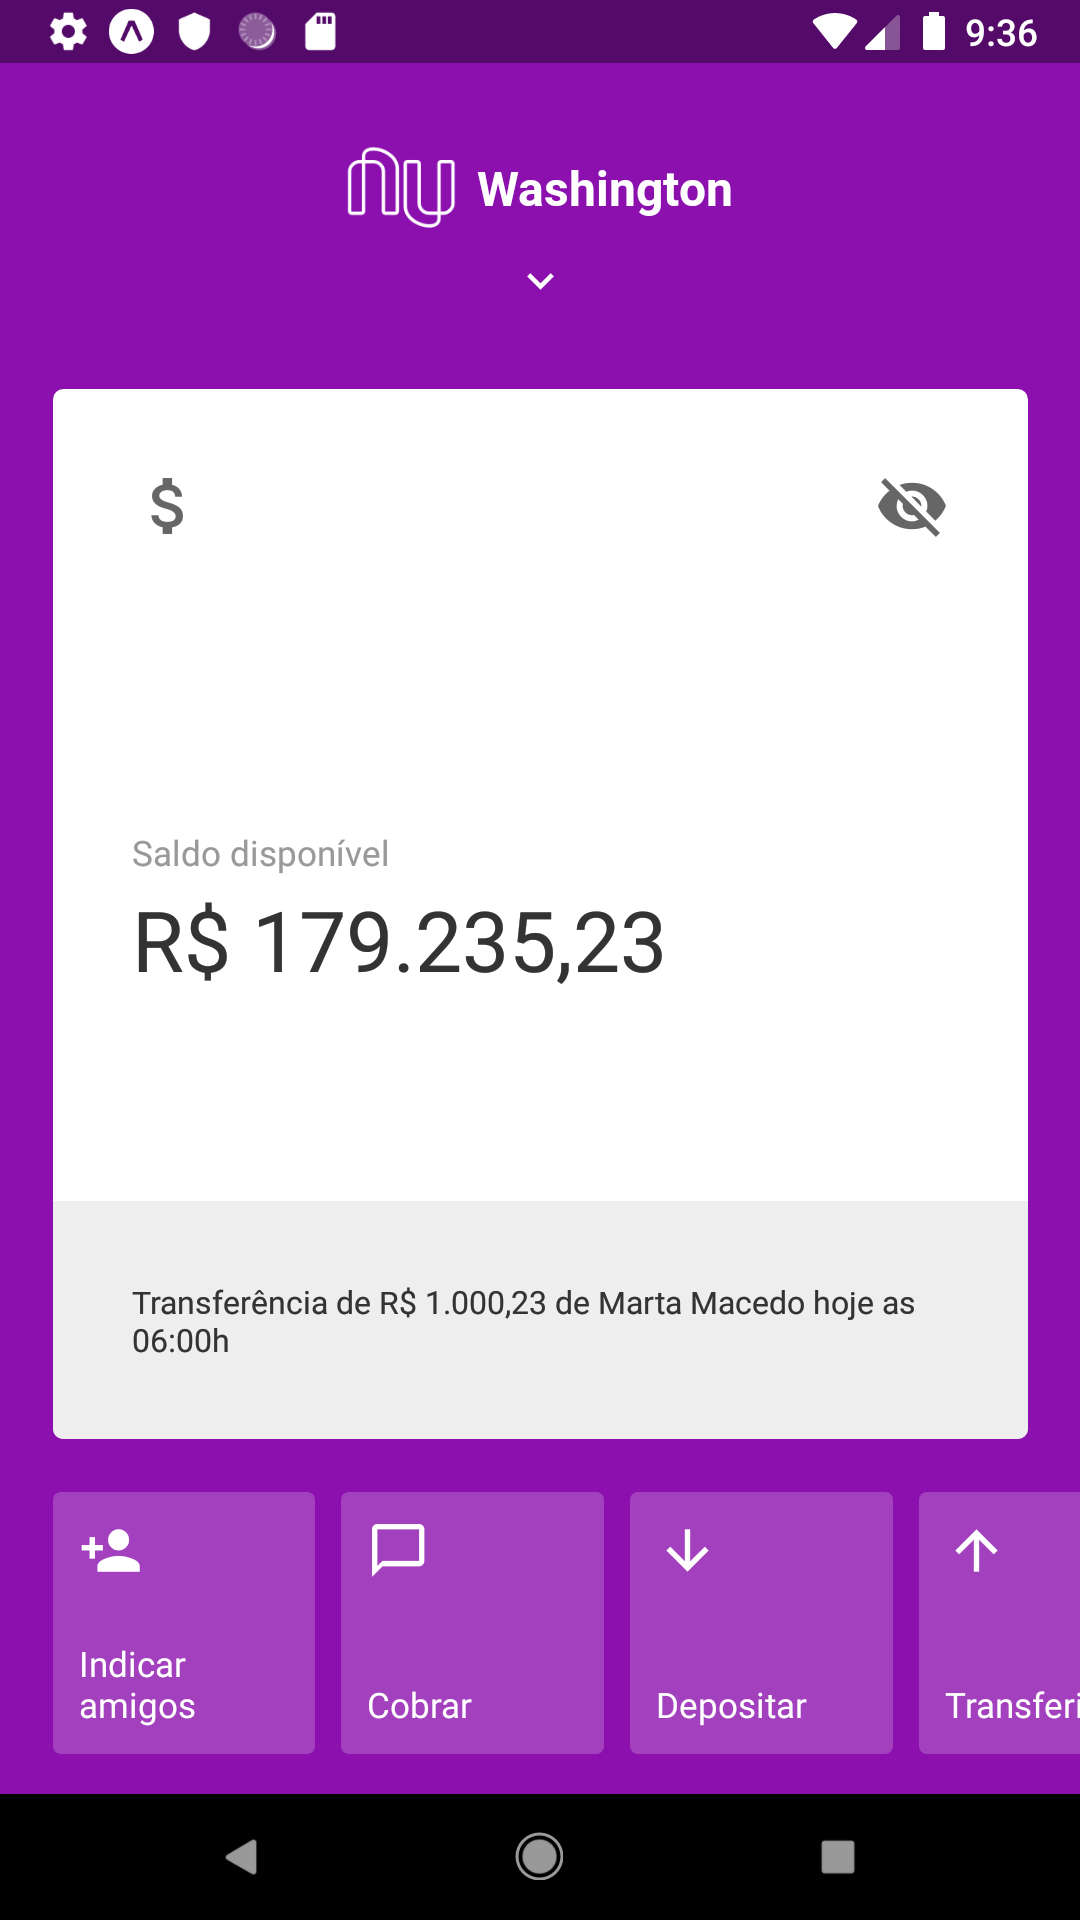 9:36
nu Washington
$
Saldo disponível
R$ 179.235,23
Transferência de R$ 1.000,23 de Marta Macedo hoje as
06:00h
Indicar
amigos
Cobrar
Depositar
Transferi